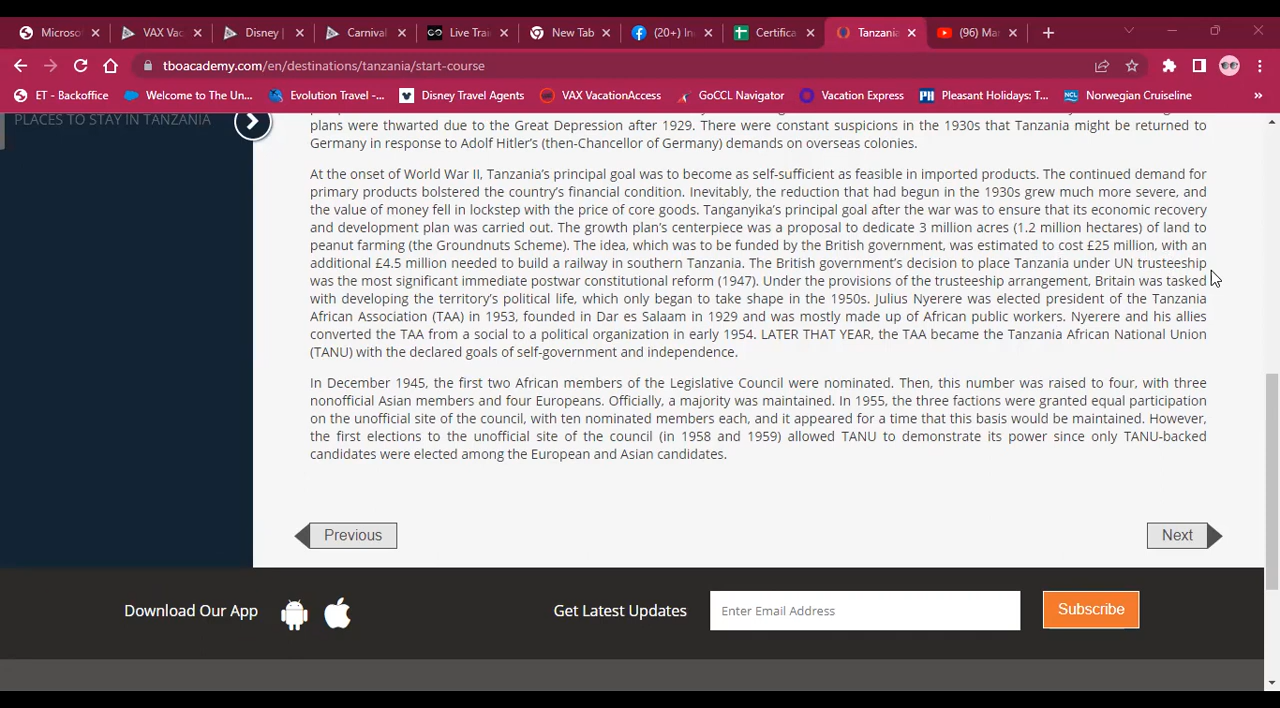 Microso
VAX Vac
Disney |
Carnival
Live Tra
New Tab
(20+) In
Certifica
Tanzania
(96) Ma
tboacademy.com/en/destinations/tanzania/start-course
ET - Backoffice
Welcome to The Un...
Evolution Travel -...
Disney Travel Agents
VAX VacationAccess
GoCCL Navigator
Vacation Express
Pleasant Holidays: T...
Norwegian Cruiseline
»
PLACES TO STAY IN TANZANIA
plans were thwarted due to the Great Depression after 1929. There were constant suspicions in the 1930s that Tanzania might be returned to
Germany in response to Adolf Hitler's (then-Chancellor of Germany) demands on overseas colonies.
At the onset of World War II, Tanzania's principal goal was to become as self-sufficient as feasible in imported products. The continued demand for
primary products bolstered the country's financial condition. Inevitably, the reduction that had begun in the 1930s grew much more severe, and
the value of money fell in lockstep with the price of core goods. Tanganyika's principal goal after the war was to ensure that its economic recovery
and development plan was carried out. The growth plan's centerpiece was a proposal to dedicate 3 million acres (1.2 million hectares) of land to
peanut farming (the Groundnuts Scheme). The idea, which was to be funded by the British government, was estimated to cost £25 million, with an
additional £4.5 million needed to build a railway in southern Tanzania. The British government's decision to place Tanzania under UN trusteeship
was the most significant immediate postwar constitutional reform (1947). Under the provisions of the trusteeship arrangement, Britain was tasked
with developing the territory's political life, which only began to take shape in the 1950s. Julius Nyerere was elected president of the Tanzania
African Association (TAA) in 1953, founded in Dar es Salaam in 1929 and was mostly made up of African public workers. Nyerere and his allies
converted the TAA from a social to a political organization in early 1954. LATER THAT YEAR, the TAA became the Tanzania African National Union
(TANU) with the declared goals of self-government and independence.
In December 1945, the first two African members of the Legislative Council were nominated. Then, this number was raised to four, with three
nonofficial Asian members and four Europeans. Officially, a majority was maintained. In 1955, the three factions were granted equal participation
on the unofficial site of the council, with ten nominated members each, and it appeared for a time that this basis would be maintained. However,
the first elections to the unofficial site of the council (in 1958 and 1959) allowed TANU to demonstrate its power since only TANU-backed
candidates were elected among the European and Asian candidates.
Previous
Next
Download Our App
Get Latest Updates
Enter Email Address
Subscribe